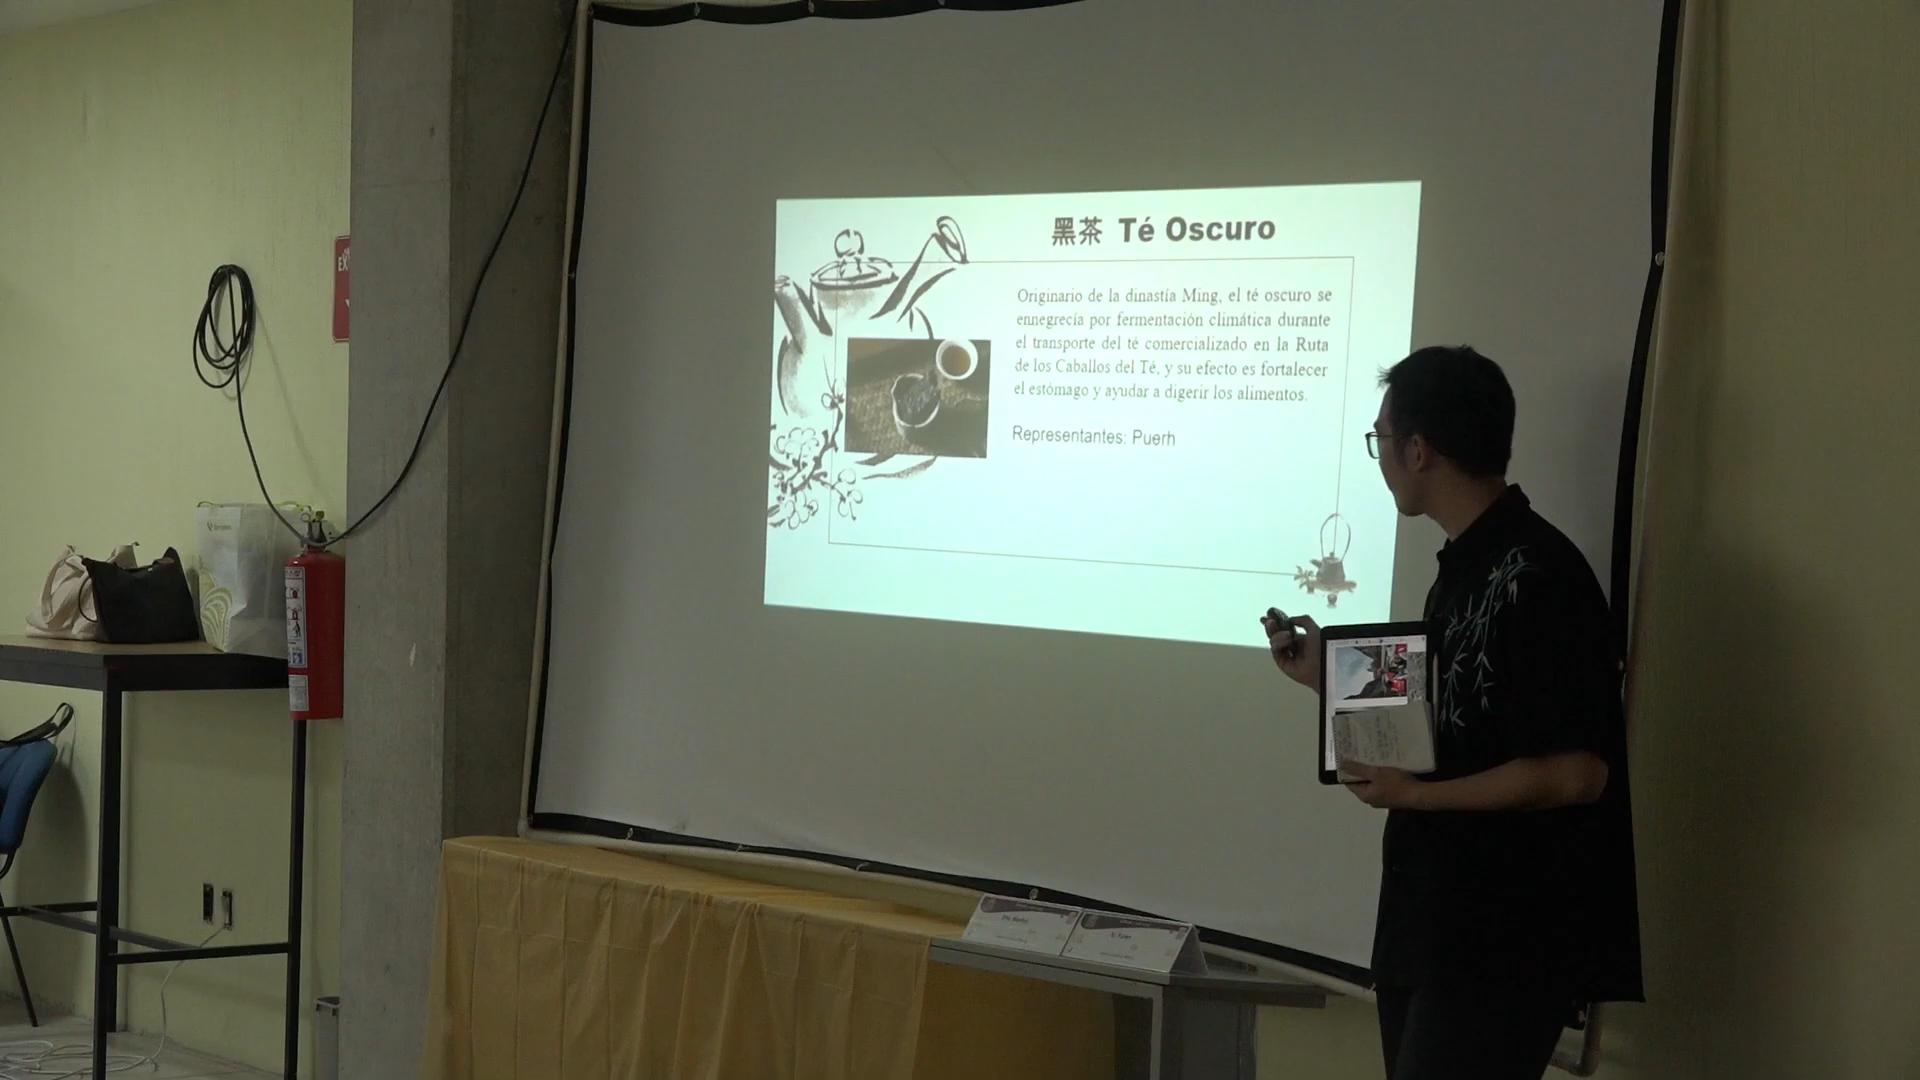 黑茶 Té Oscuro
Originario de la dinastía Ming, el té oscuro se
ennegrecía por fermentación climática durante
el transporte del té comercializado en la Ruta
de los Caballos del Té, y su efecto es fortalecer
el estómago y ayudar a digerir los alimentos.
Representantes: Puerh
EX